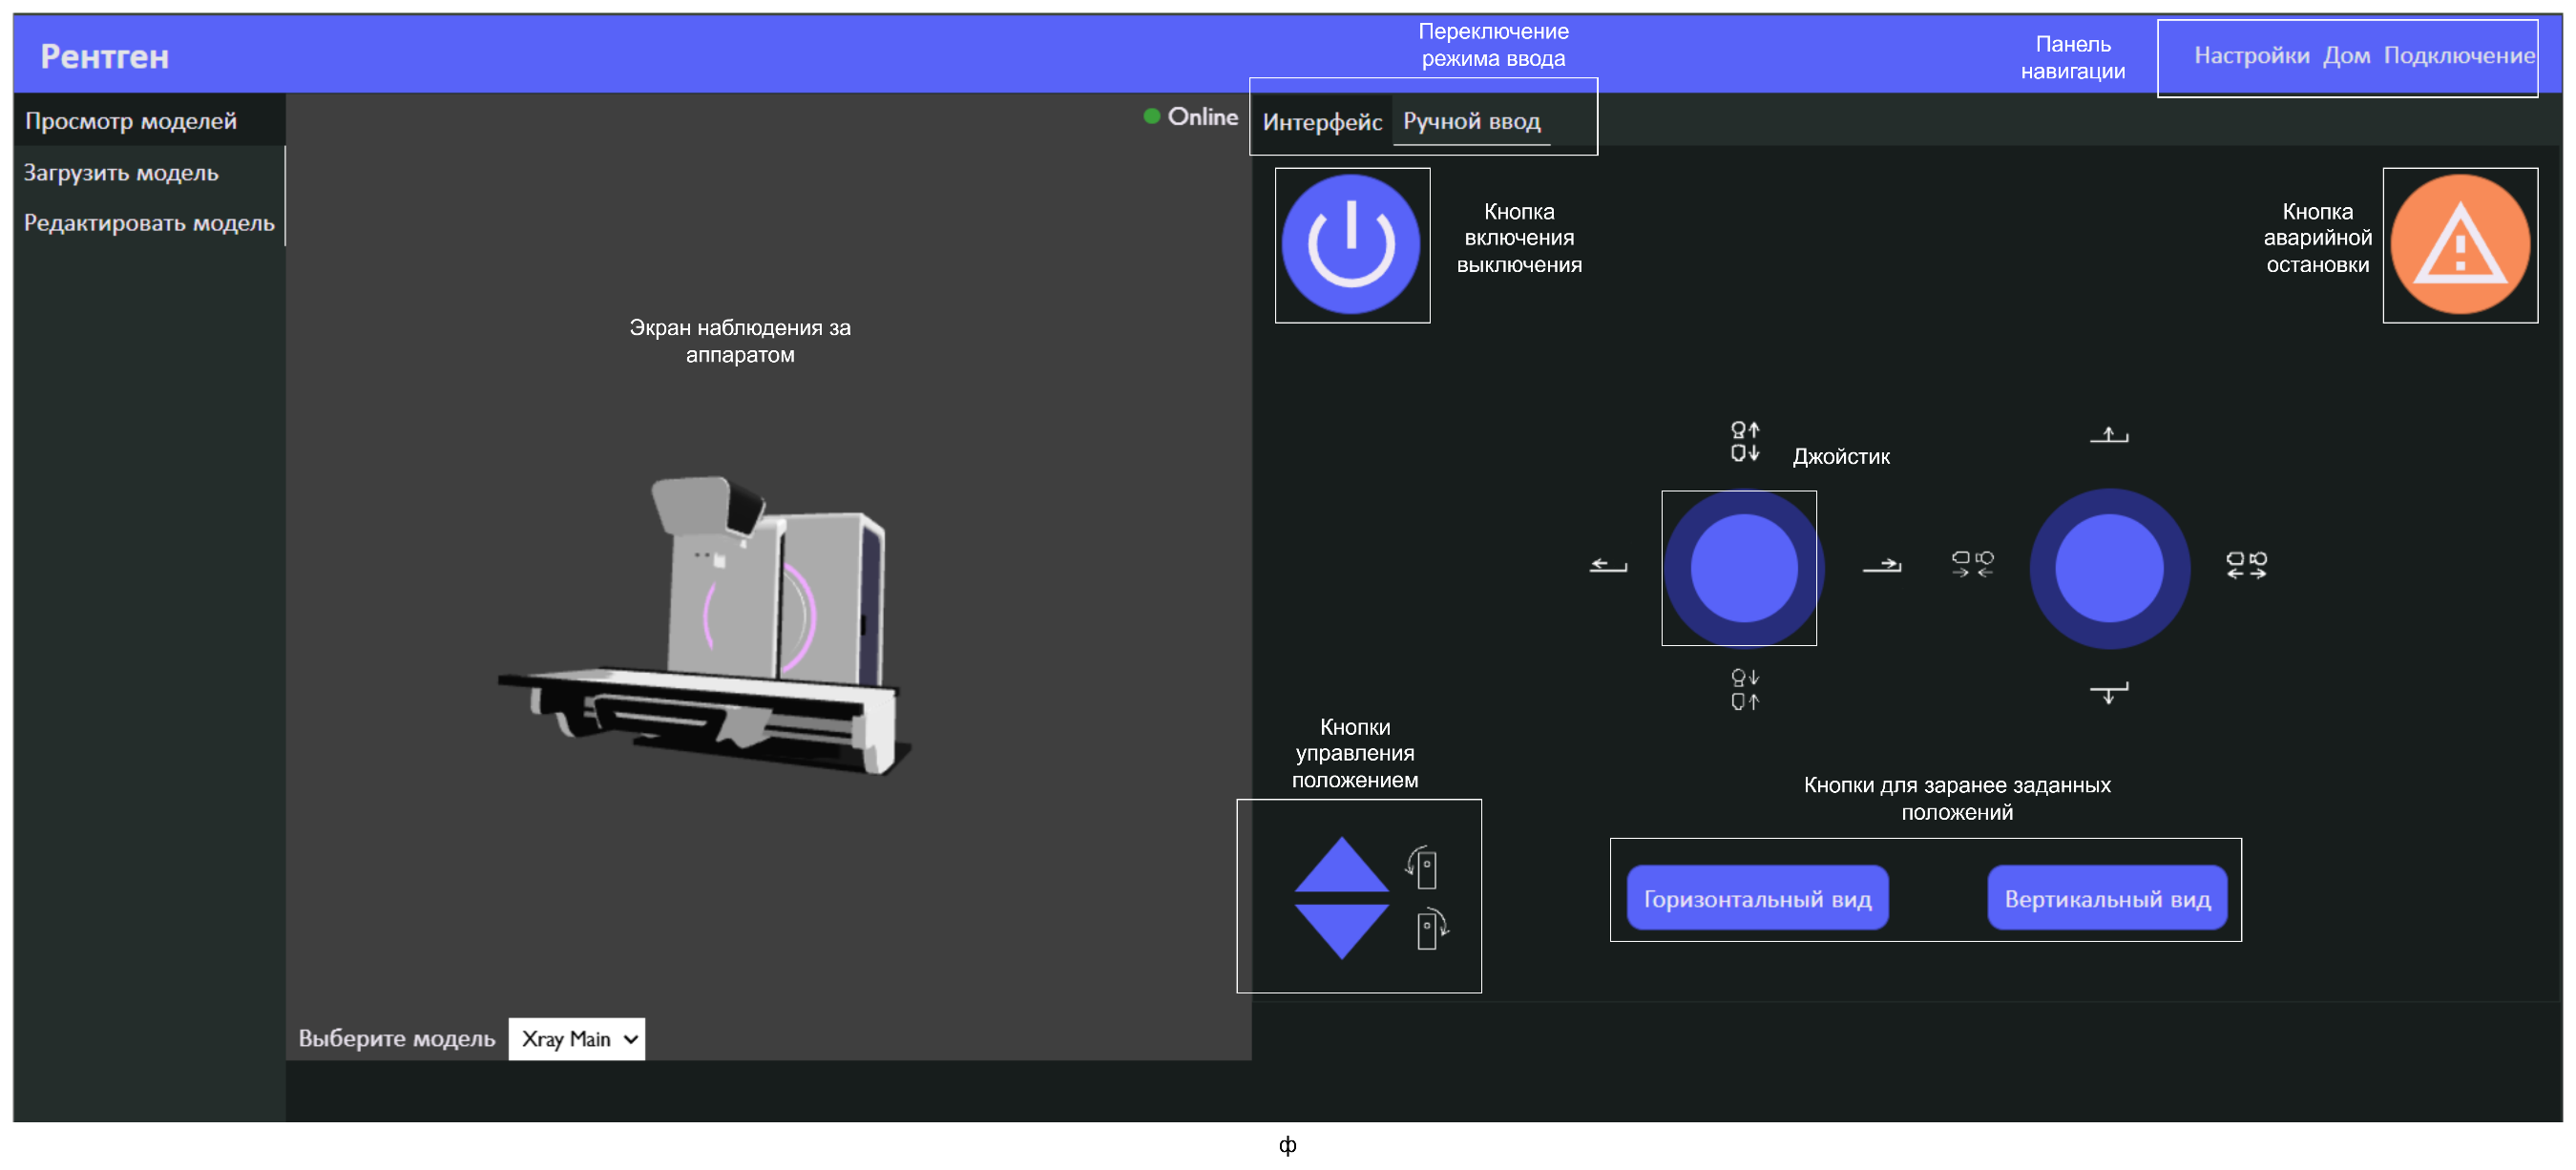 Рентген
Переключение
режима ввода
Панель
навигации
Настройки Дом Подключение
Просмотр моделей
Загрузить модель
Редактировать модель
Online
Интерфейс Ручной ввод
Кнопка
включения
выключения
Кнопка
аварийной
остановки
Экран наблюдения за
аппаратом
Джойстик
Кнопки
управления
положением
Кнопки для заранее заданных
положений
Горизонтальный вид
Вертикальный вид
Выберите модель Xray Main
ф